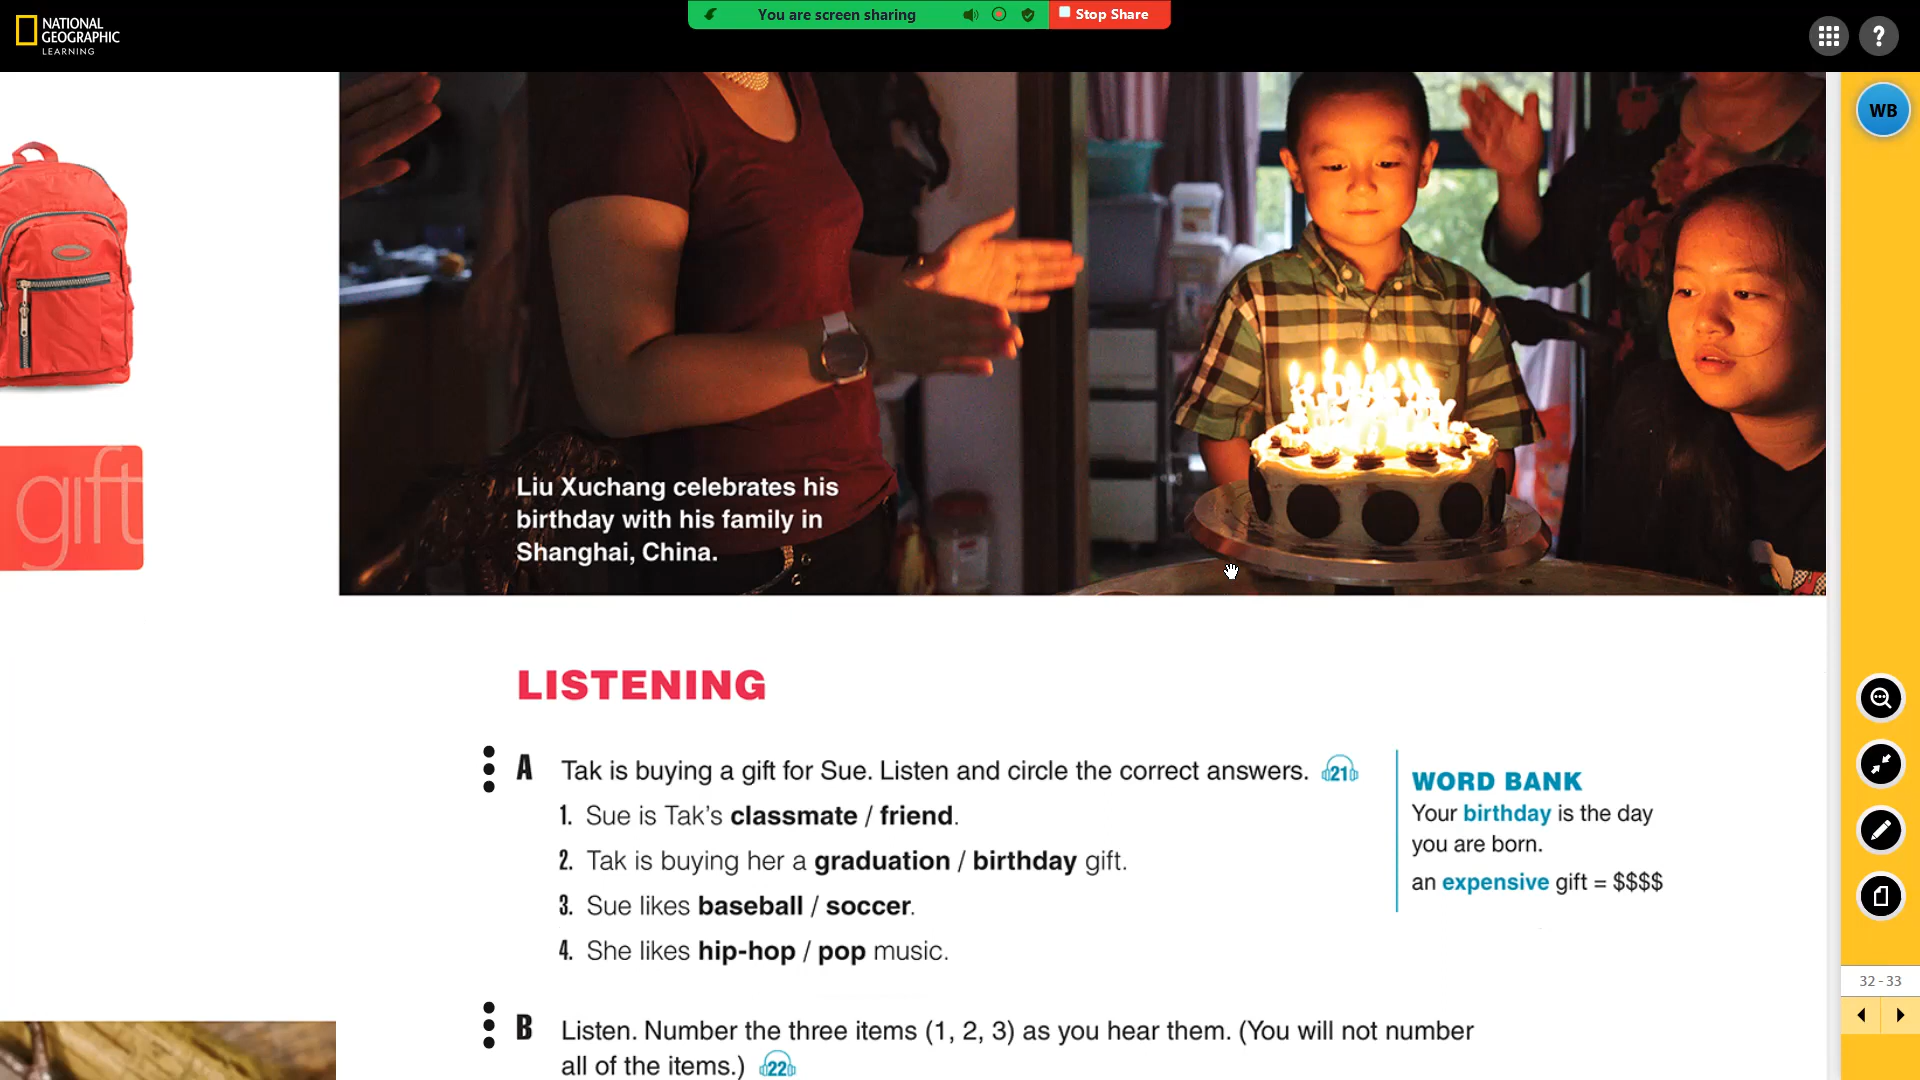 You are screen sharing
Stop Share
NATIONAL
GEOGRAPHIC
LEARNING
?
WB
gift
Liu Xuchang celebrates his
birthday with his family in
Shanghai, China.
LISTENING
A Tak is buying a gift for Sue. Listen and circle the correct answers. 21
1. Sue is Tak's classmate / friend.
2. Tak is buying her a graduation / birthday gift.
3. Sue likes baseball / soccer.
4. She likes hip-hop / pop music.
WORD BANK
Your birthday is the day
you are born.
an expensive gift = $$$$
B Listen. Number the three items (1, 2, 3) as you hear them. (You will not number
all of the items.) 22
32 - 33